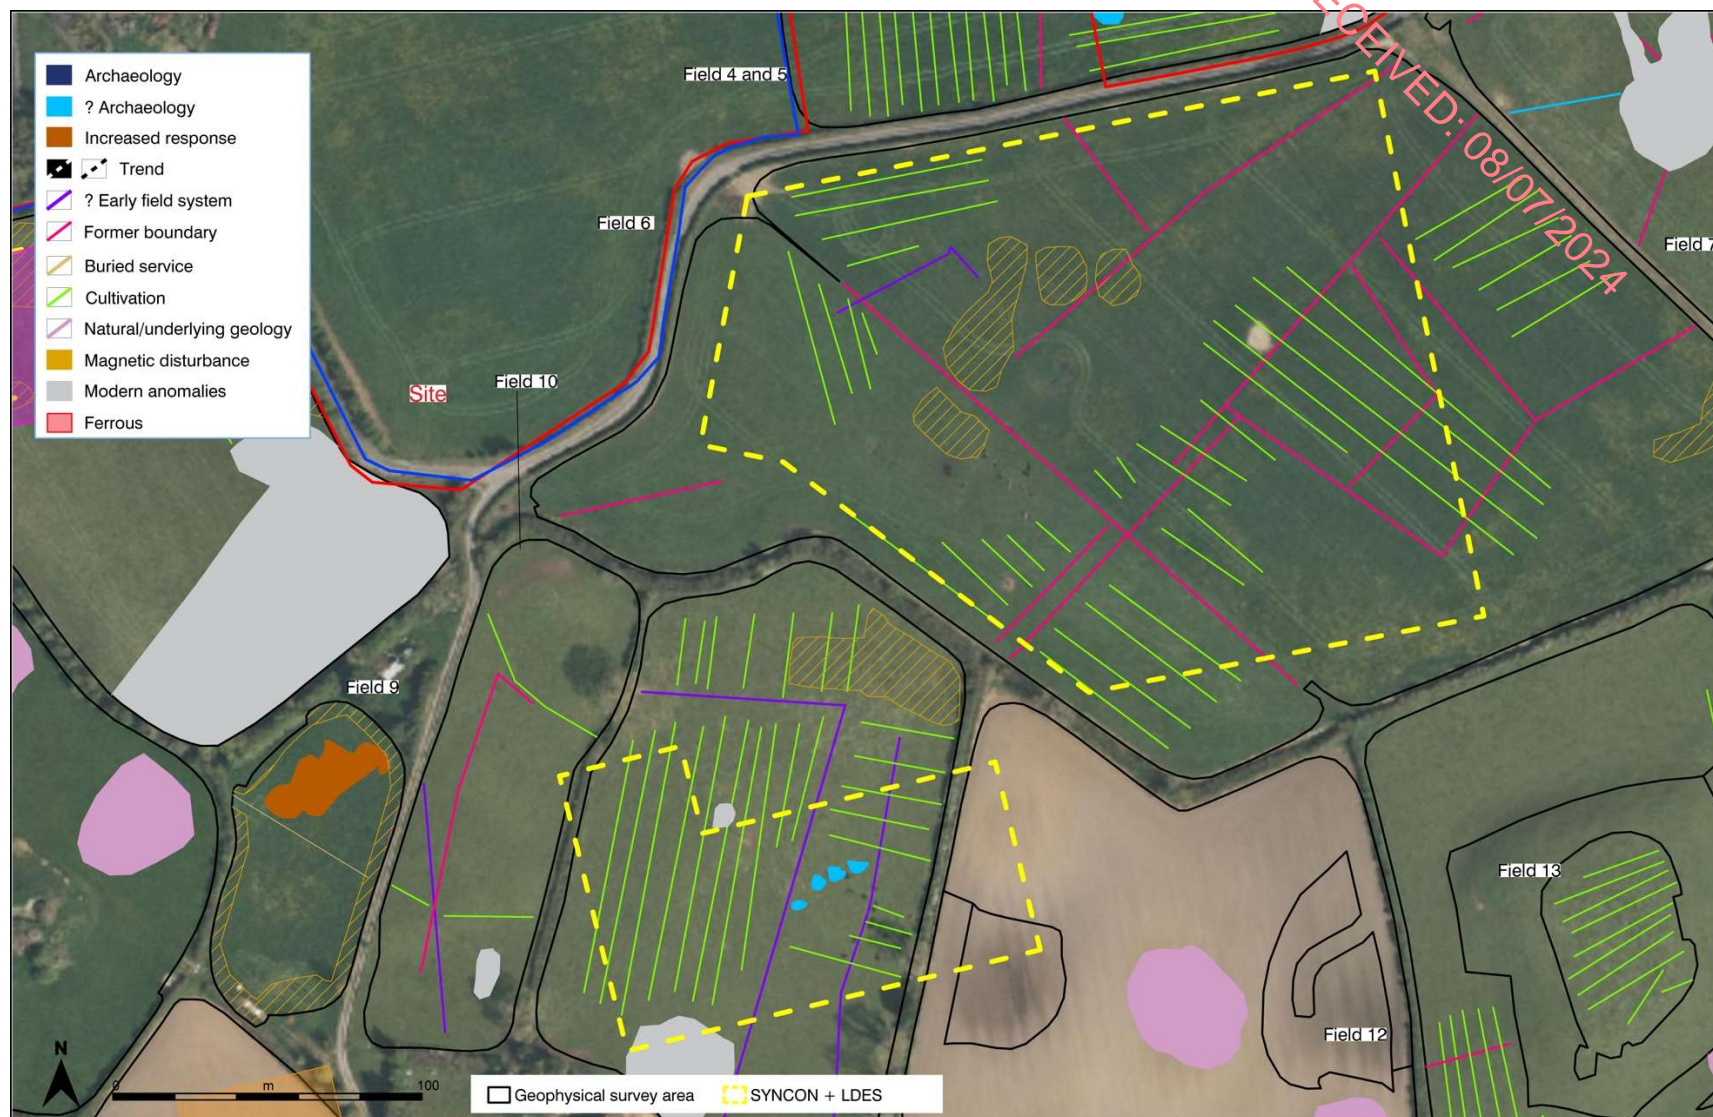 ECEIVED: 08/07/2024
Archaeology
? Archaeology
Increased response
Trend
? Early field system
Former boundary
Buried service
Cultivation
Natural/underlying geology
Magnetic disturbance
Modern anomalies
Ferrous
Field 4 and 5
Field 6
Field 7
Site
Field 10
Field 9
Field 13
Field 12
N
0 m 100
Geophysical survey area
SYNCON + LDES